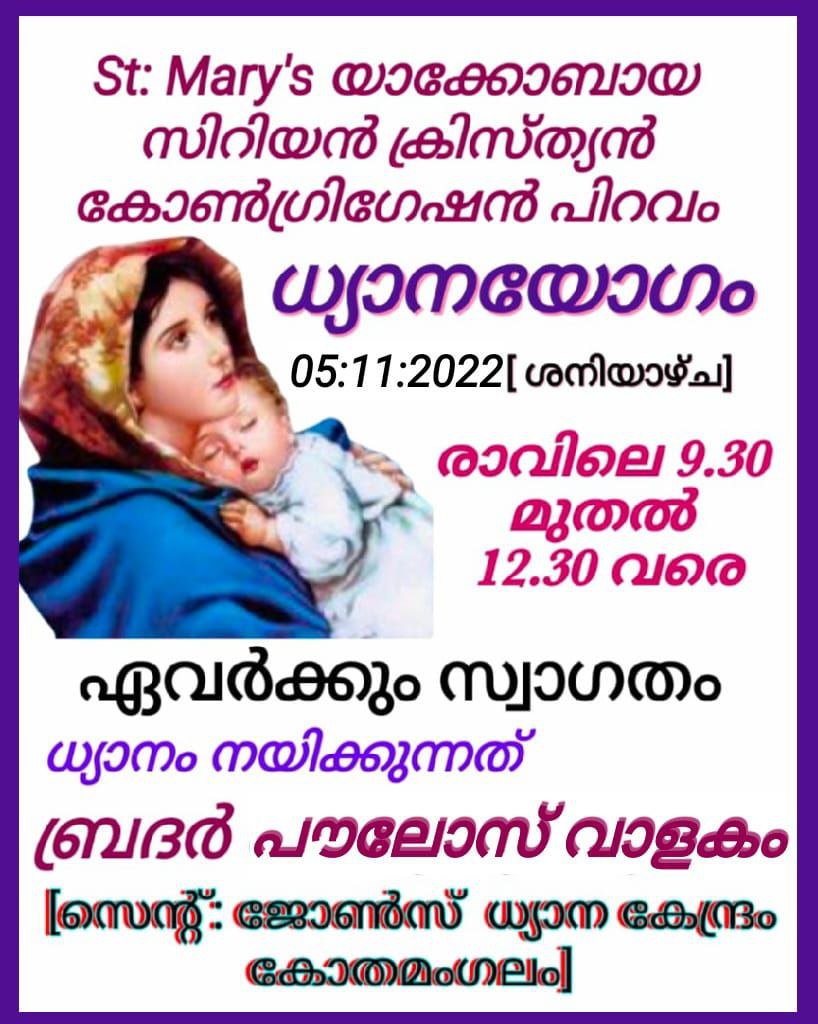 St: Mary's യാക്കോബായ
സിറിയൻ ക്രിസ്ത്യൻ
കോൺഗ്രിഗേഷൻ പിറവം
ധ്യാനയോഗം
05:11:2022[ ശനിയാഴ്ച]
രാവിലെ 9.30
മുതൽ
12.30 വരെ
ഏവർക്കും സ്വാഗതം
ധ്യാനം നയിക്കുന്നത്
ബ്രദർ പൗലോസ് വാളകം
[സെന്റ്: ജോൺസ് ധ്യാന കേന്ദ്രം
കോതമംഗലം]